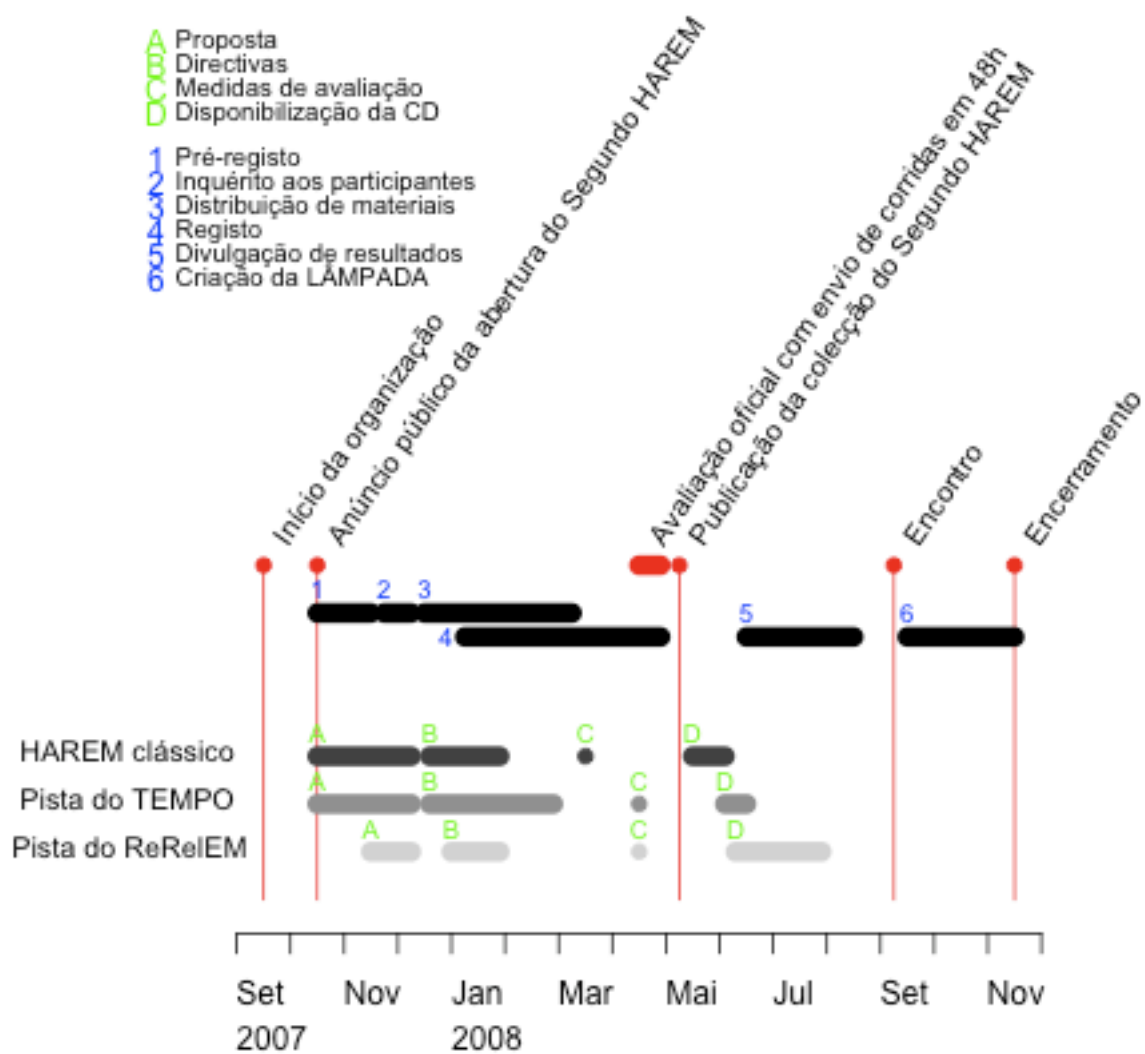 A Proposta
B Directivas
C Medidas de avaliação
D Disponibilização da CD
1 Pré-registo
2 Inquérito aos participantes
3 Distribuição de materiais
4 Registo
5 Divulgação de resultados
6 Criação da LÂMPADA
Início da organização
Anúncio público da abertura do Segundo HAREM
Avaliação oficial com envio de corridas em 48h
Publicação da colecção do Segundo HAREM
Encontro
Encerramento
1 2 3
4 5 6
A B C D
HAREM clássico
A B C D
Pista do TEMPO
A B C D
Pista do ReRelEM
Set Nov Jan Mar Mai Jul Set Nov
2007 2008